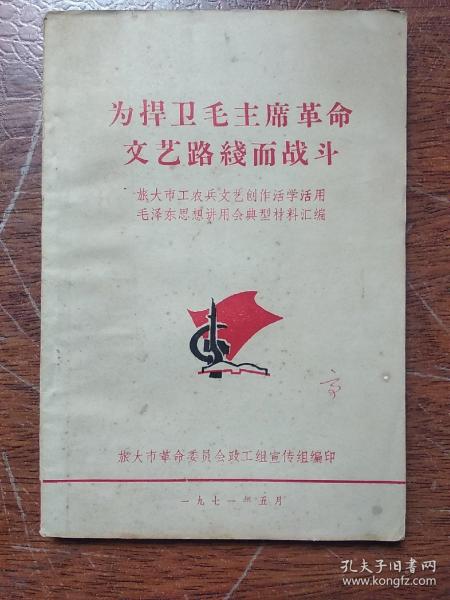 为捍卫毛主席革命
文艺路綫而战斗
旅大市工农兵文艺创作活学活用
毛泽东思想讲用会典型材料汇编
旅大市革命委员会政工组宣传组编印
一九七一年五月
孔夫子旧书网
www.kongfz.com